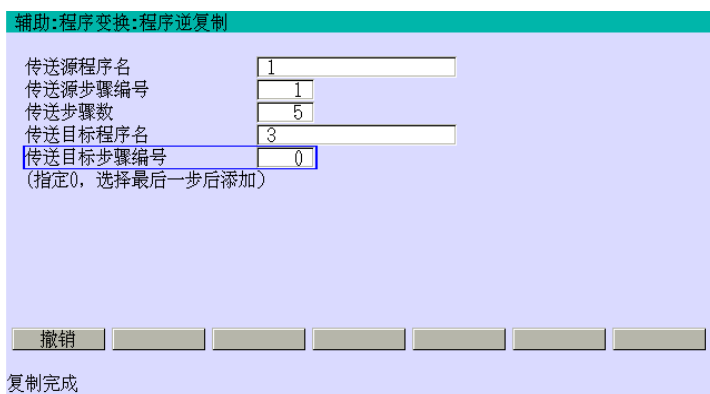 辅助:程序变换:程序逆复制
传送源程序名 1
传送源步骤编号 1
传送步骤数 5
传送目标程序名 3
传送目标步骤编号 0
(指定0, 选择最后一步后添加)
撤销
复制完成